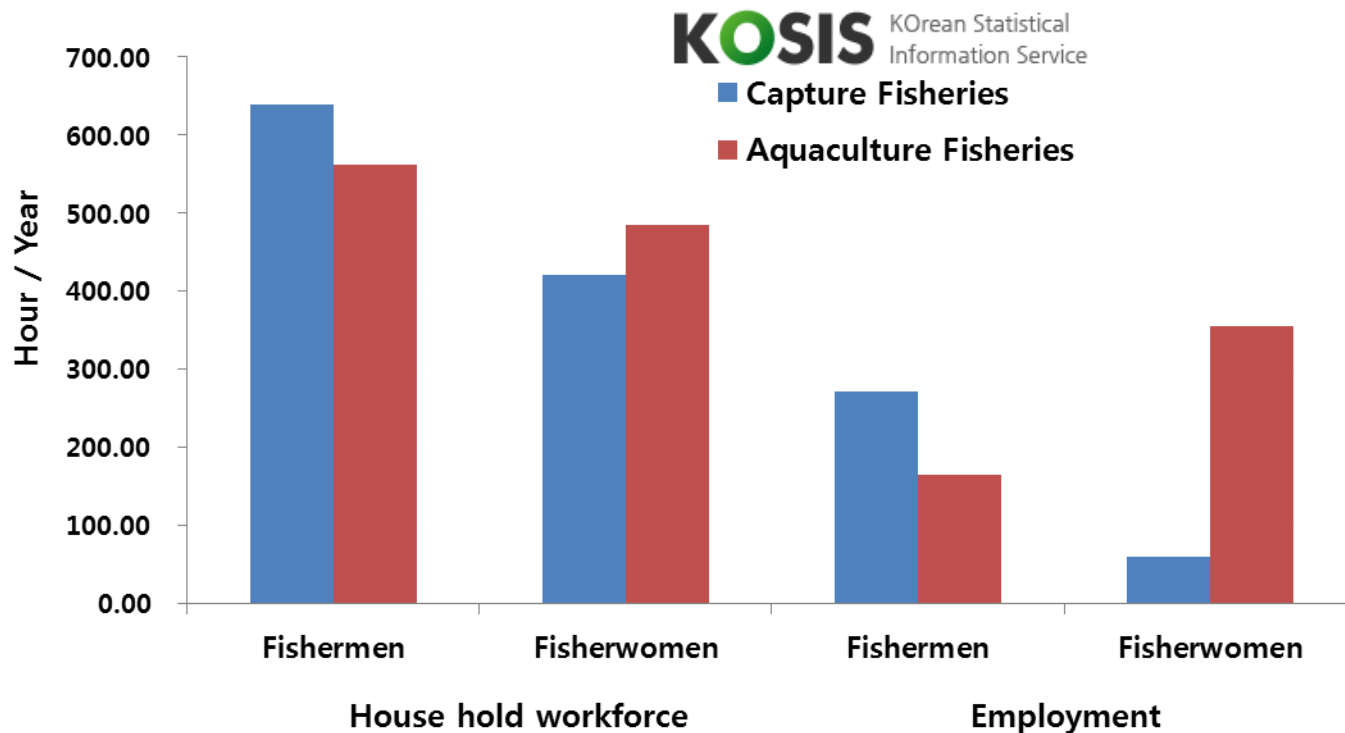 KOSIS KOrean Statistical
Information Service
Capture Fisheries
Aquaculture Fisheries
Hour / Year
700.00
600.00
500.00
400.00
300.00
200.00
100.00
0.00
Fishermen Fisherwomen Fishermen Fisherwomen
House hold workforce Employment